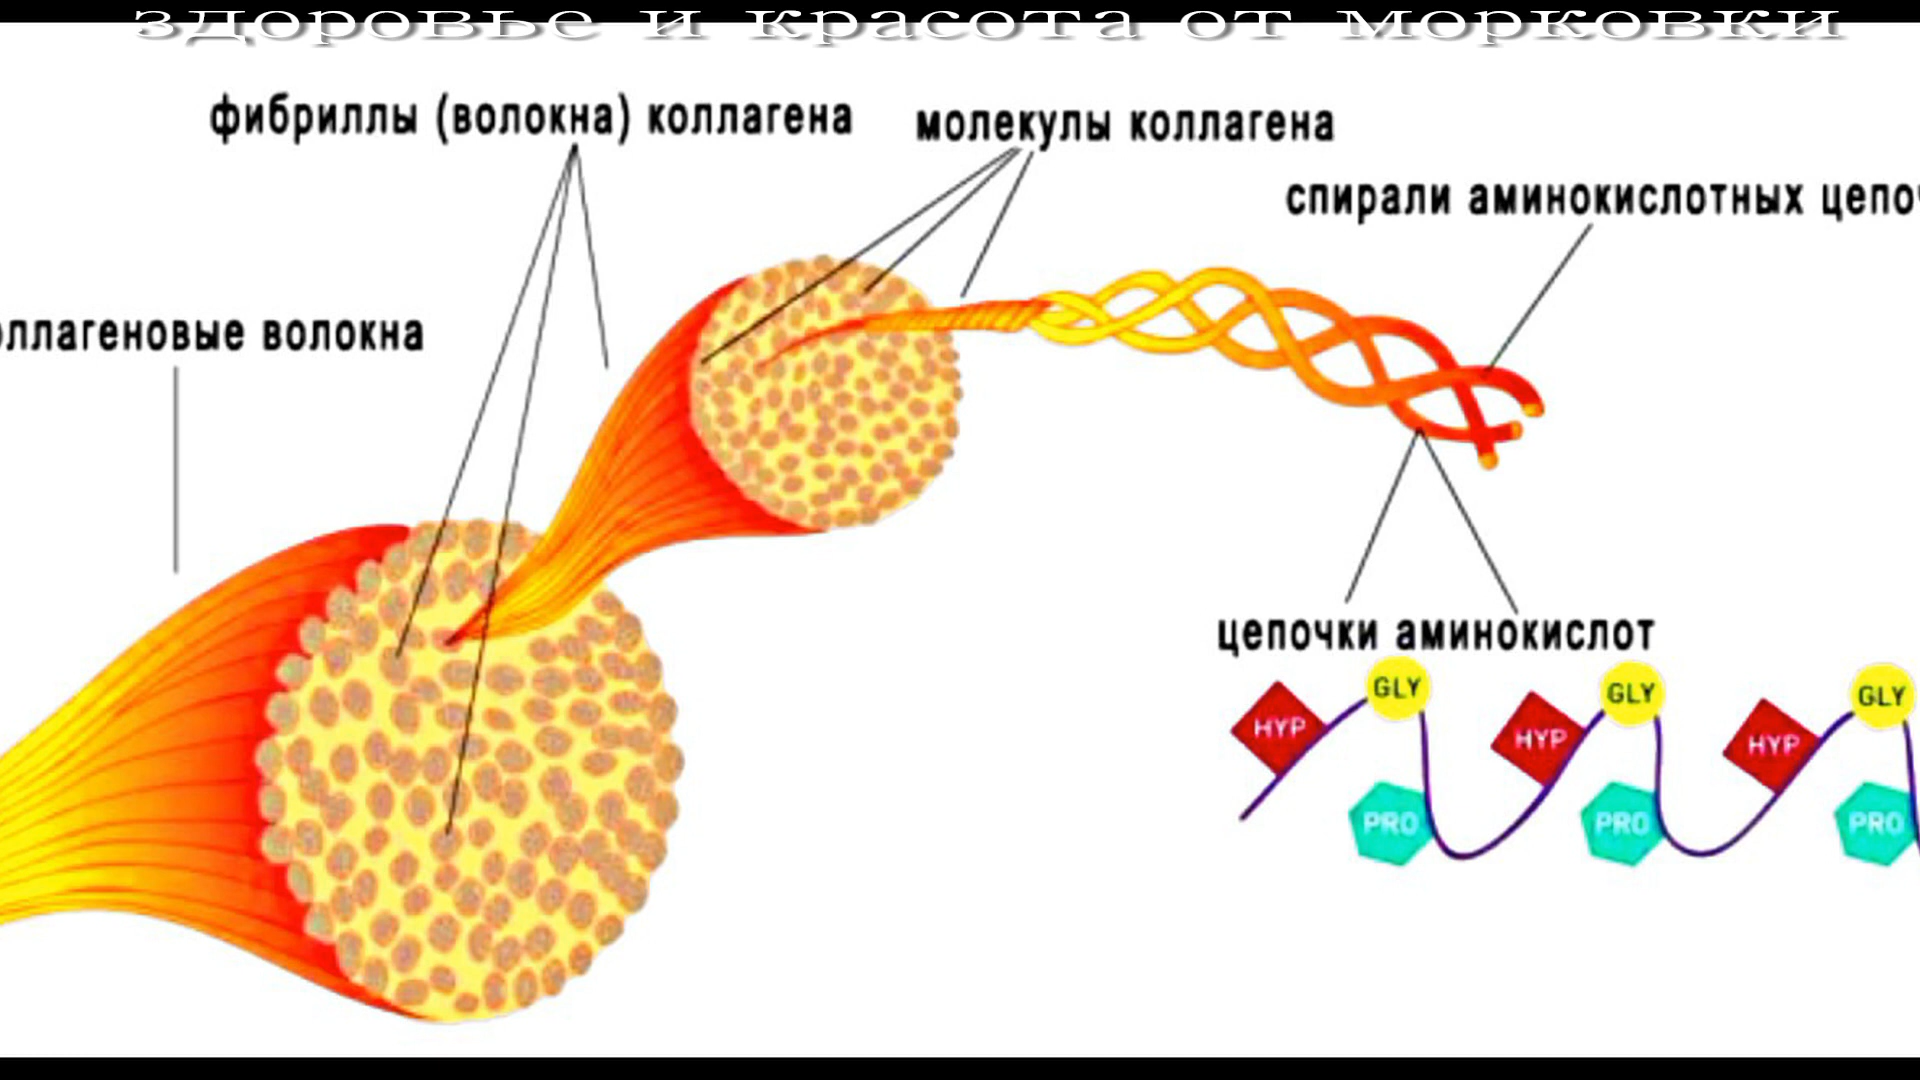 здоровье и красота от морковки
фибриллы (волокна) коллагена
молекулы коллагена
спирали аминокислотных
оллагеновые волокна
цепочки аминокислот
HYP GLY HYP GLY HYP GLY
PRO PRO PRO